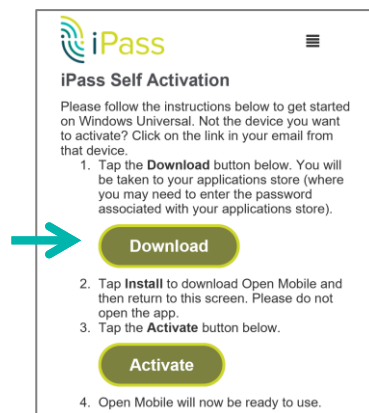 iPass
iPass Self Activation
Please follow the instructions below to get started
on Windows Universal. Not the device you want
to activate? Click on the link in your email from
that device.
1. Tap the Download button below. You will
be taken to your applications store (where
you may need to enter the password
associated with your applications store).
Download
2. Tap Install to download Open Mobile and
then return to this screen. Please do not
open the app.
3. Tap the Activate button below.
Activate
4. Open Mobile will now be ready to use.